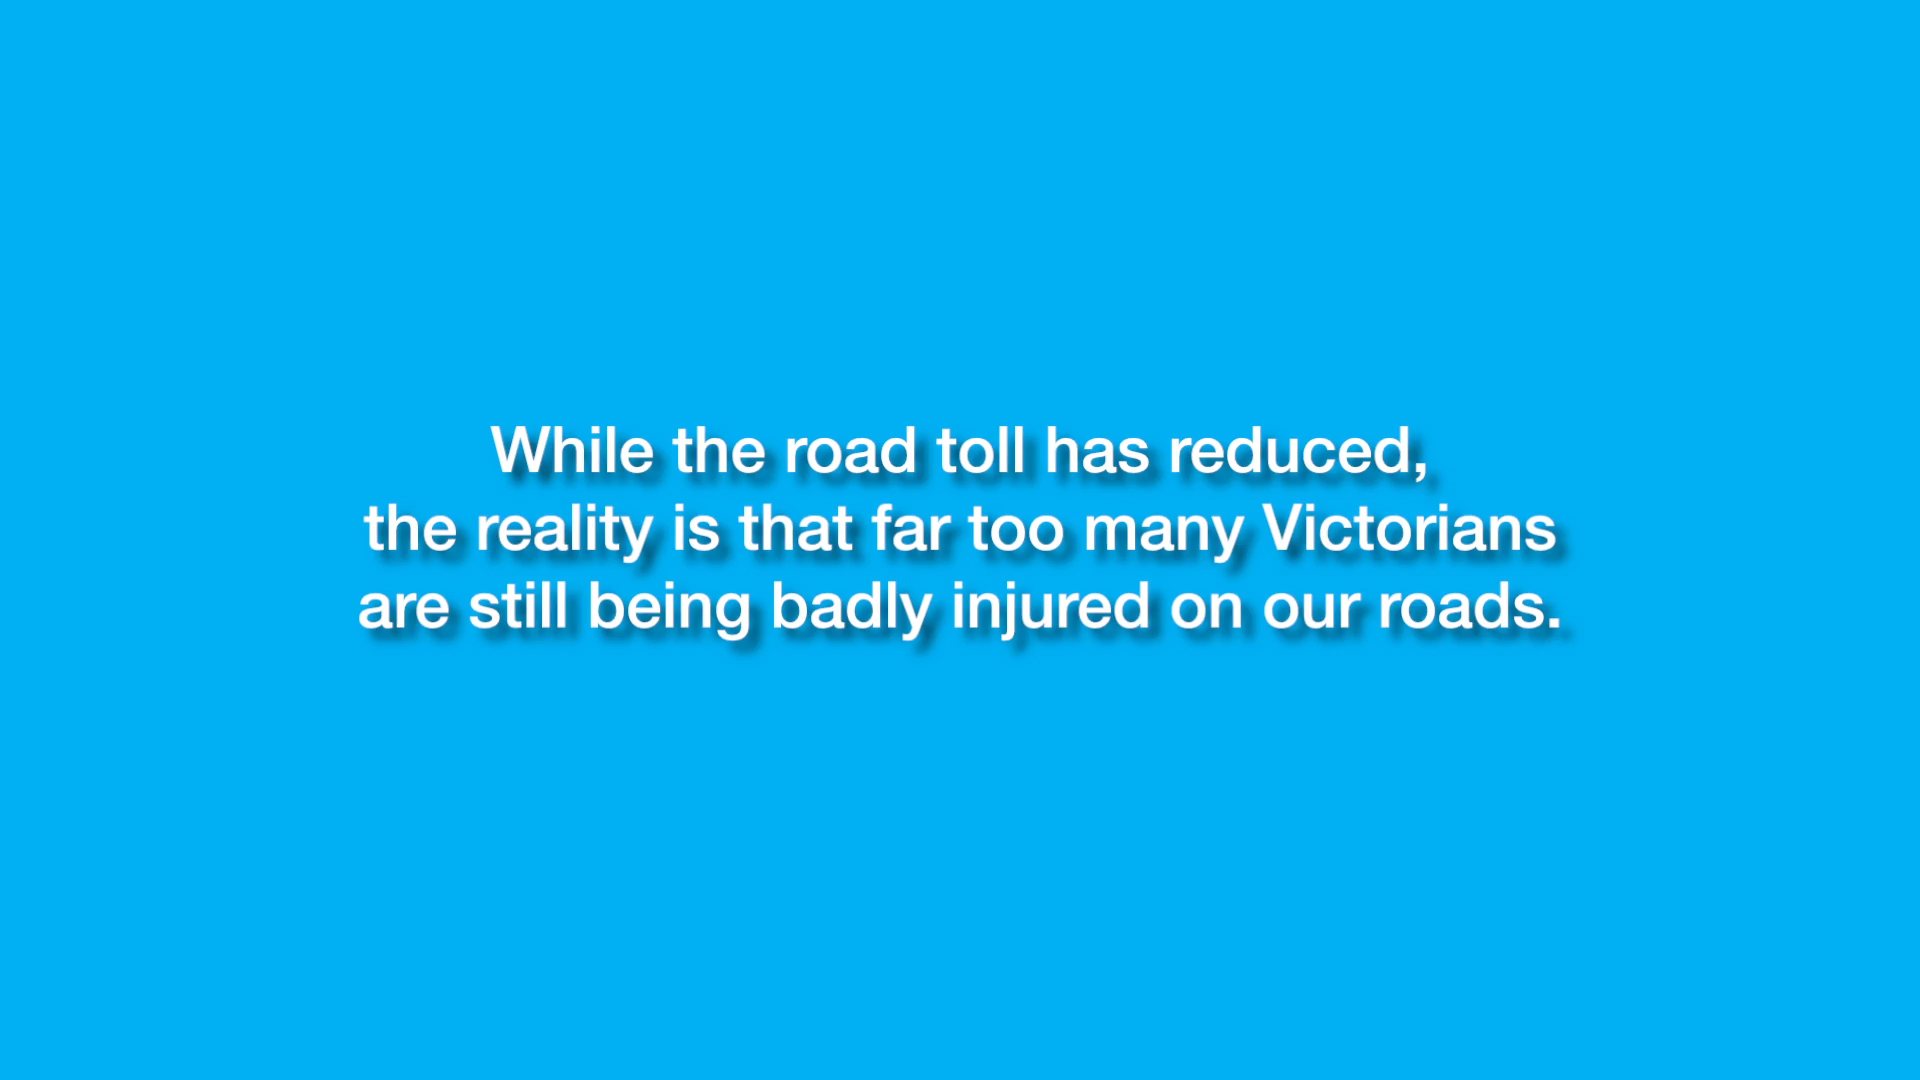 While the road toll has reduced,
the reality is that far too many Victorians
are still being badly injured on our roads.